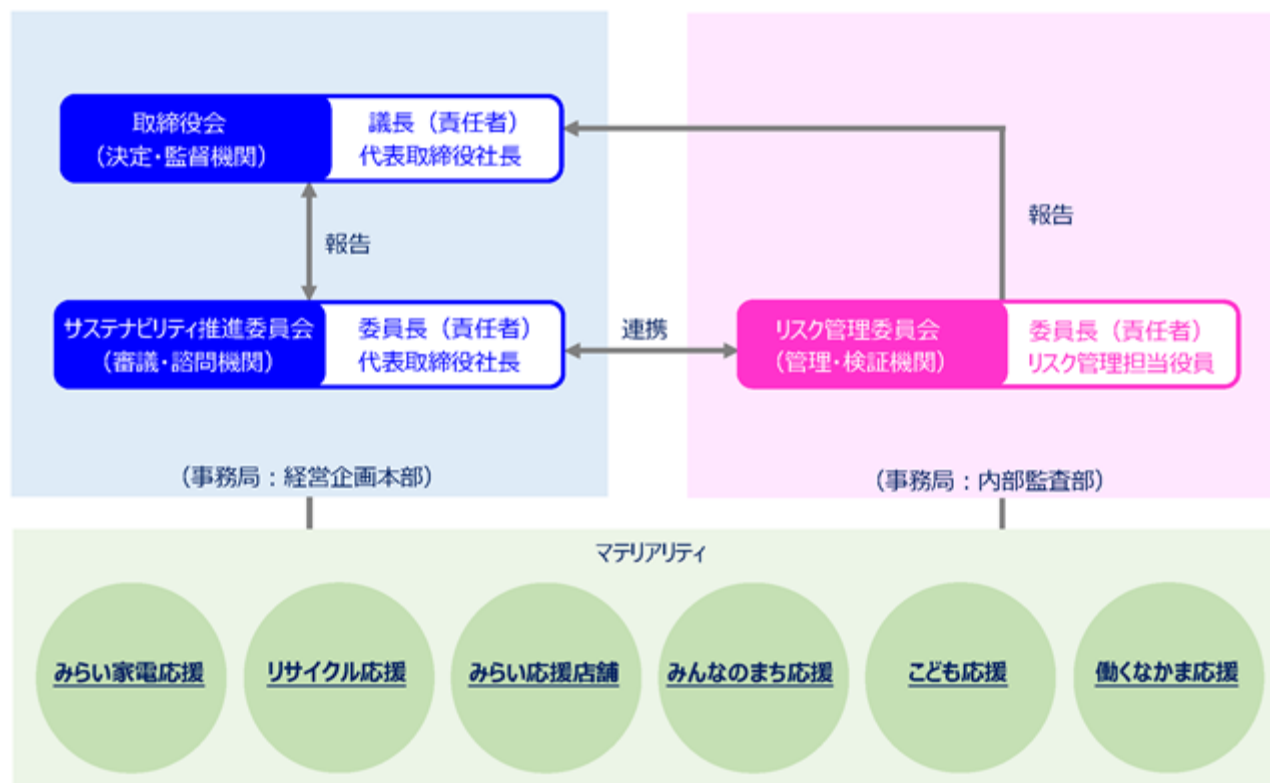 取締役会
(決定・監督機関)
議長(責任者)
代表取締役社長
報告
報告
サステナビリティ推進委員会
(審議・諮問機関)
委員長(責任者)
代表取締役社長
連携
リスク管理委員会
(管理・検証機関)
委員長(責任者)
リスク管理担当役員
(事務局:経営企画本部)
(事務局:内部監査部)
マテリアリティ
みらい家電応援
リサイクル応援
みらい応援店舗
みんなのまち応援
こども応援
働くなかま応援